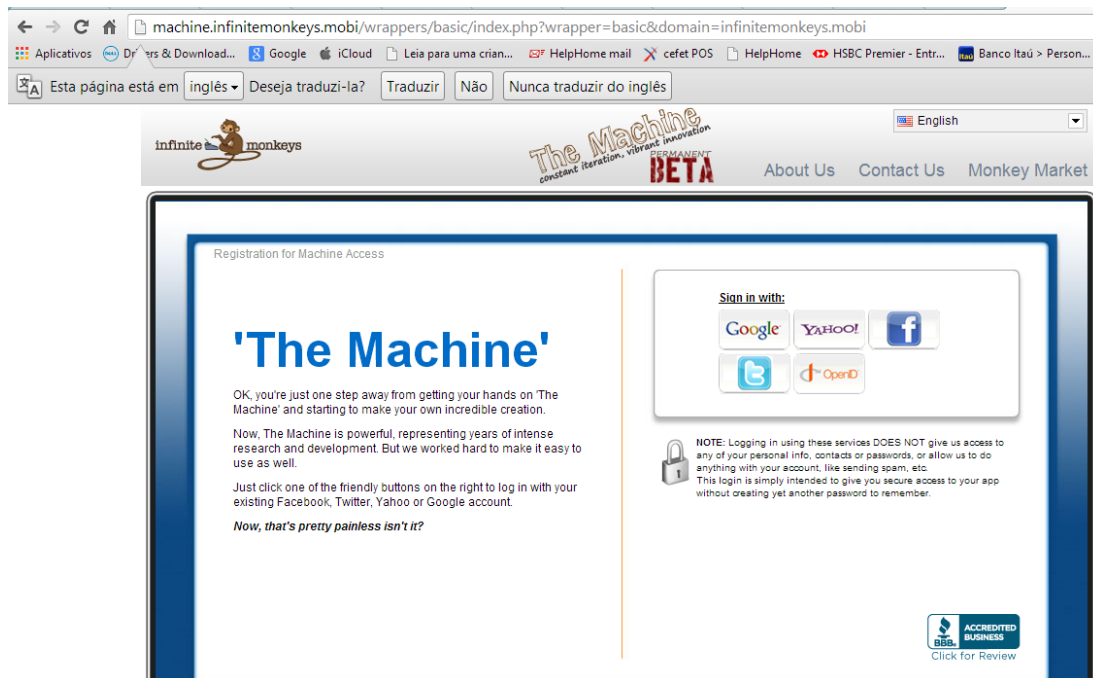 machine.infinitemonkeys.mobi/wrappers/basic/index.php?wrapper=basic&domain=infinitemonkeys.mobi
Aplicativos Drivers & Download... Google iCloud Leia para uma crian... HelpHome mail cefet POS HelpHome HSBC Premier - Entr... Itaú Banco Itaú > Person...
Esta página está em inglês Deseja traduzi-la? Traduzir Não Nunca traduzir do inglês
infinite monkeys
The Machine
constant iteration, vibrant innovation
PERMANENT
BETA
English
About Us Contact Us Monkey Market
Registration for Machine Access
'The Machine'
OK, you're just one step away from getting your hands on 'The
Machine' and starting to make your own incredible creation.
Now, The Machine is powerful, representing years of intense
research and development. But we worked hard to make it easy to
use as well.
Just click one of the friendly buttons on the right to log in with your
existing Facebook, Twitter, Yahoo or Google account.
Now, that's pretty painless isn't it?
Sign in with:
Google YAHOO! f
t OpenID
NOTE: Logging in using these services DOES NOT give us access to
any of your personal info, contacts or passwords, or allow us to do
anything with your account, like sending spam, etc.
This login is simply intended to give you secure access to your app
without creating yet another password to remember.
1
BBB. ACCREDITED
BUSINESS
Click for Review